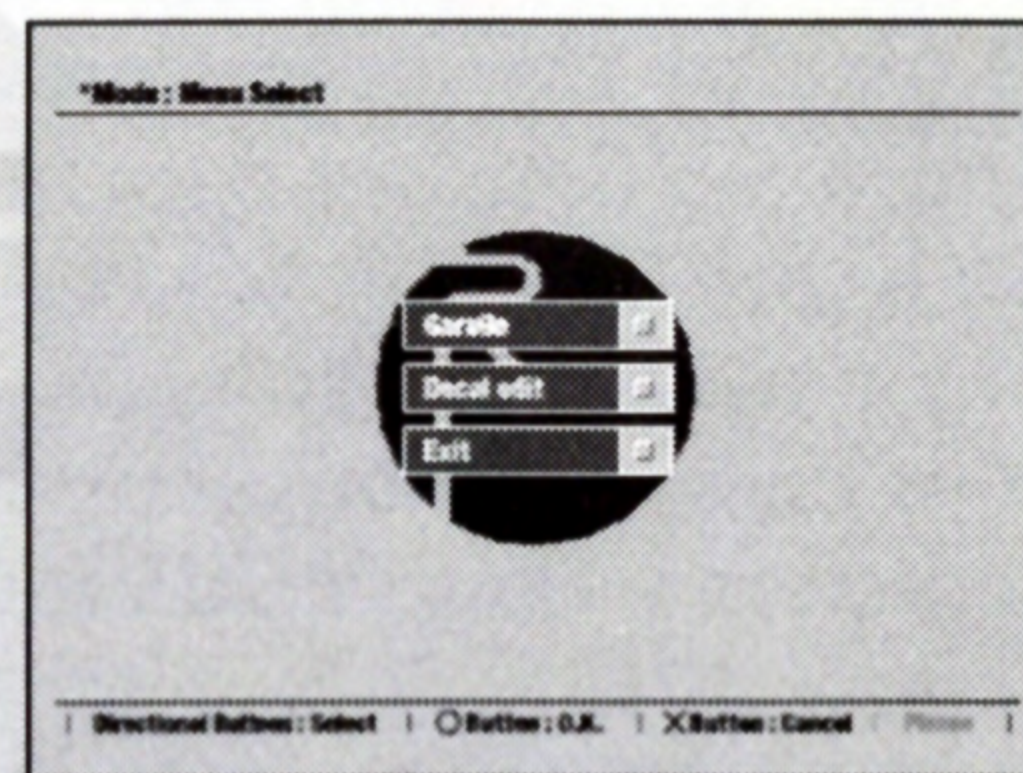 *Mode : Menu Select
Garage
Decal edit
Exit
Directional Buttons : Select | ○ Button : O.K. | ✕ Button : Cancel |